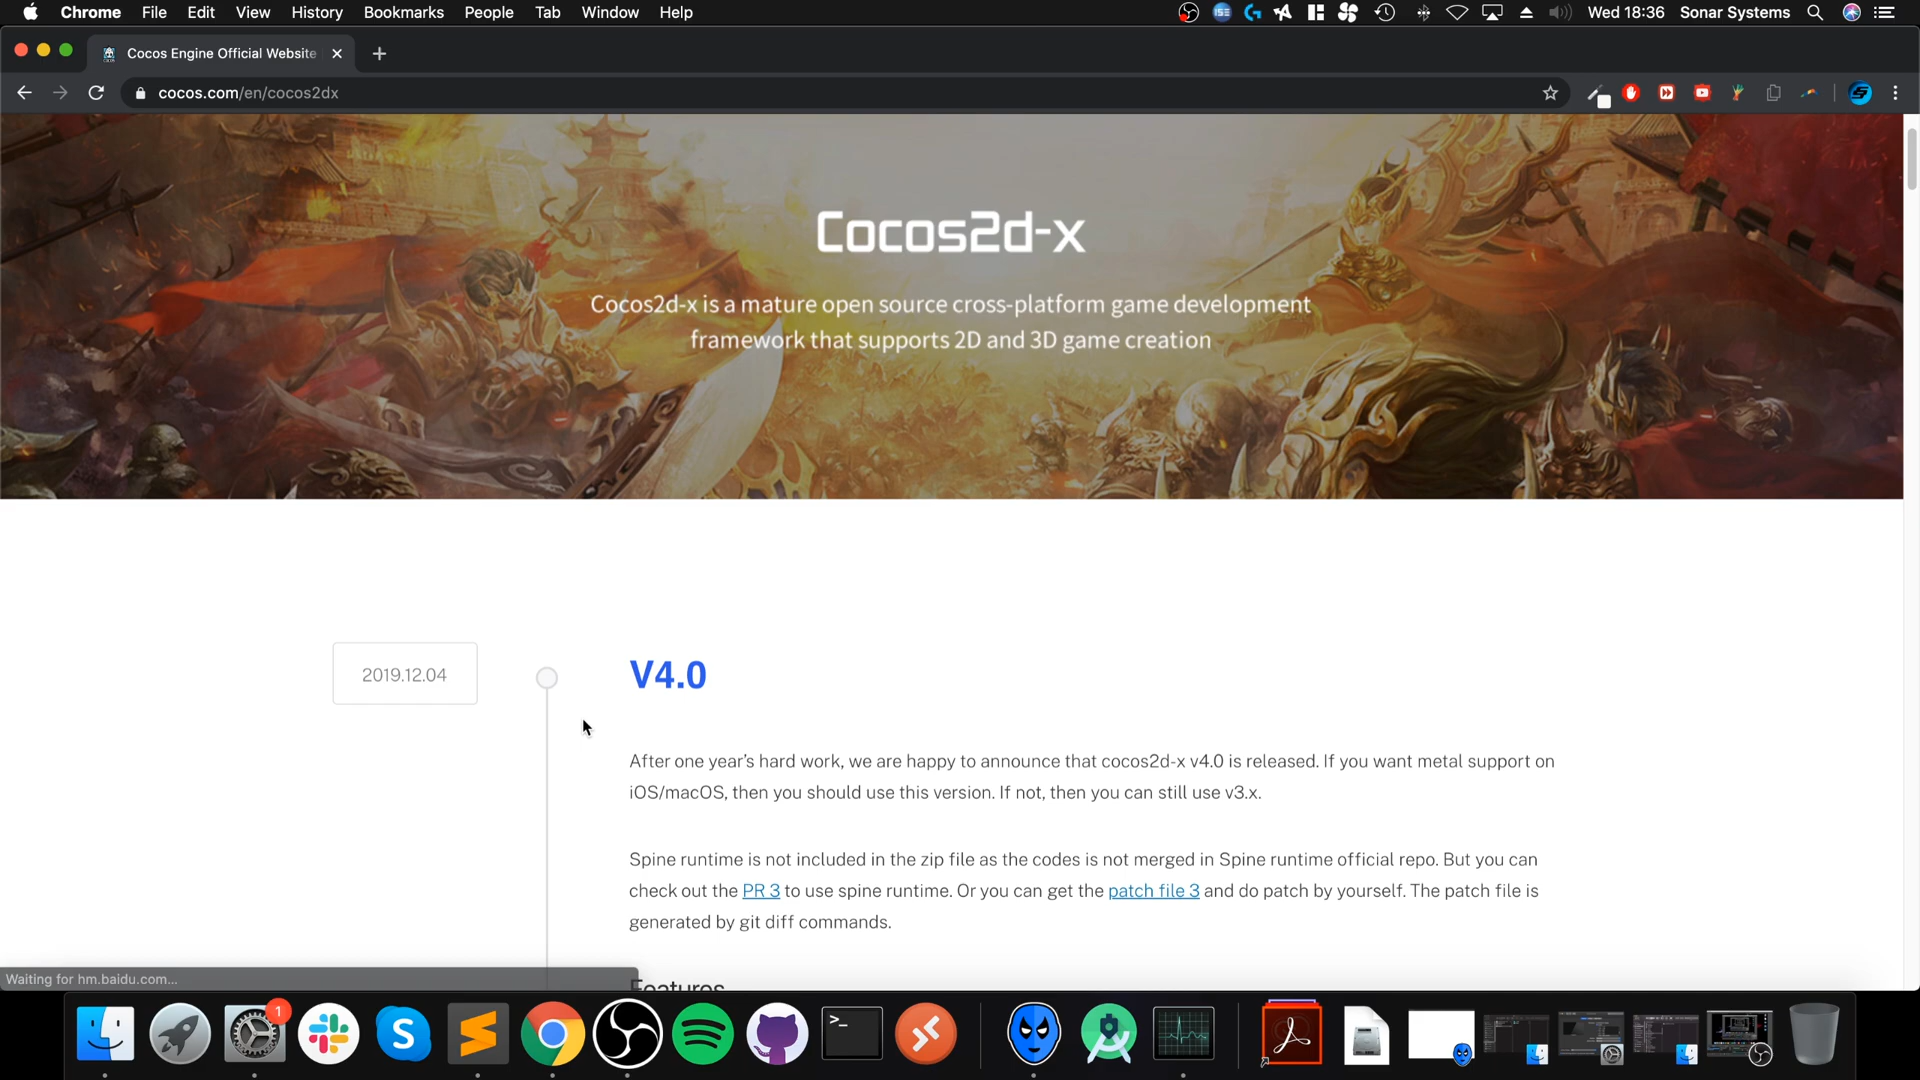 Chrome File Edit View History Bookmarks People Tab Window Help
Wed 18:36 Sonar Systems
Cocos Engine Official Website
cocos.com/en/cocos2dx
Cocos2d-x
Cocos2d-x is a mature open source cross-platform game development
framework that supports 2D and 3D game creation
2019.12.04
V4.0
After one year's hard work, we are happy to announce that cocos2d-x v4.0 is released. If you want metal support on
iOS/macOS, then you should use this version. If not, then you can still use v3.x.
Spine runtime is not included in the zip file as the codes is not merged in Spine runtime official repo. But you can
check out the PR 3 to use spine runtime. Or you can get the patch file 3 and do patch by yourself. The patch file is
generated by git diff commands.
Features
Waiting for hm.baidu.com...
1